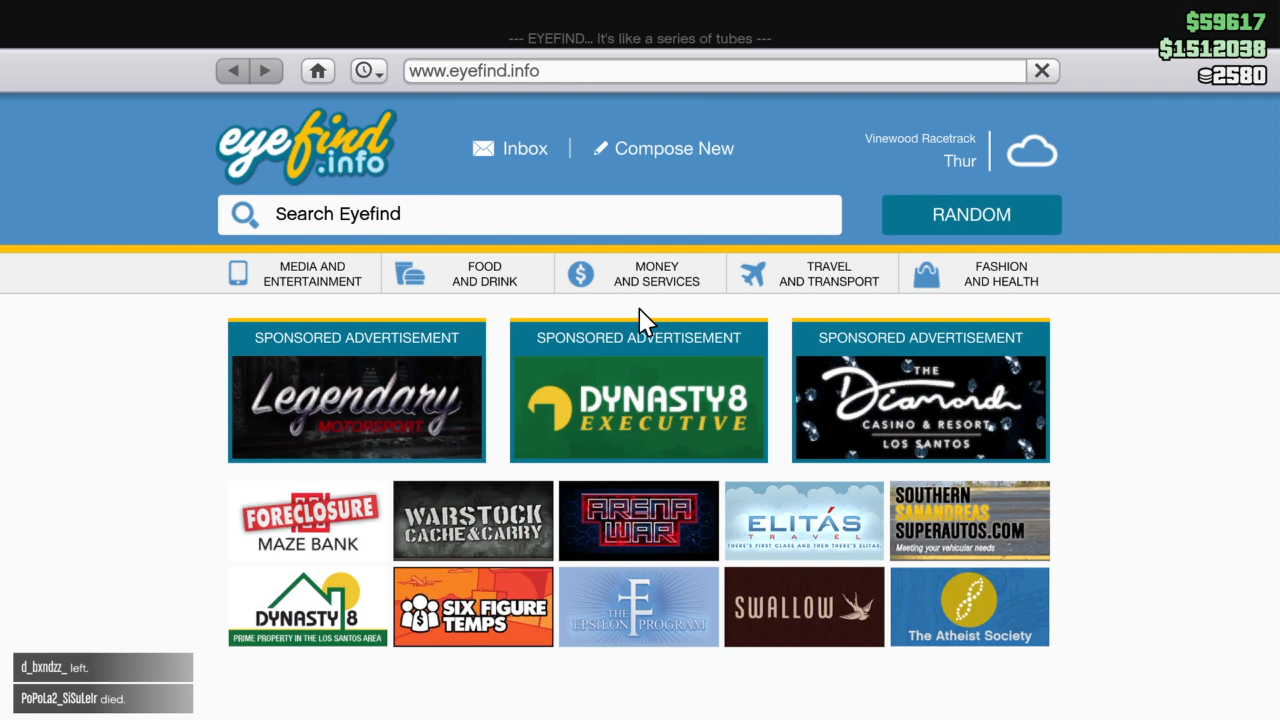 $59617
--- EYEFIND... It's like a series of tubes ---
$1512038
www.eyefind.info
2580
eyefind
.info
Inbox
Compose New
Vinewood Racetrack
Thur
Search Eyefind
RANDOM
MEDIA AND
ENTERTAINMENT
FOOD
AND DRINK
MONEY
AND SERVICES
TRAVEL
AND TRANSPORT
FASHION
AND HEALTH
SPONSORED ADVERTISEMENT
Legendary
MOTORSPORT
SPONSORED ADVERTISEMENT
DYNASTY8
EXECUTIVE
SPONSORED ADVERTISEMENT
THE
Diamond
CASINO & RESORT
LOS SANTOS
FORECLOSURE
MAZE BANK
WARSTOCK
CACHE&CARRY
ARENA
WAR
ELITÁS
TRAVEL
THERE'S FIRST CLASS AND THEN THERE'S ELITAS.
SOUTHERN
SANANDREAS
SUPERAUTOS.COM
Meeting your vehicular needs
DYNASTY 8
PRIME PROPERTY IN THE LOS SANTOS AREA
SIX FIGURE
TEMPS
THE
EPSILON PROGRAM
SWALLOW
The Atheist Society
d_bxndzz_ left.
PoPoLa2_SiSuLeIr died.